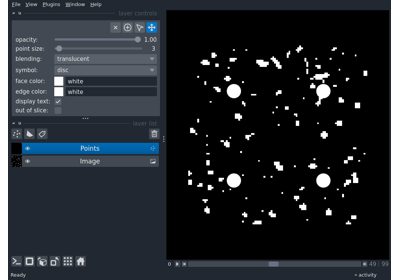 File View Plugins Window Help
layer controls
opacity: 1.00
point size: 3
blending: translucent
symbol: disc
face color: white
edge color: white
display text:
out of slice:
layer list
Points
Image
49 99
Ready
activity